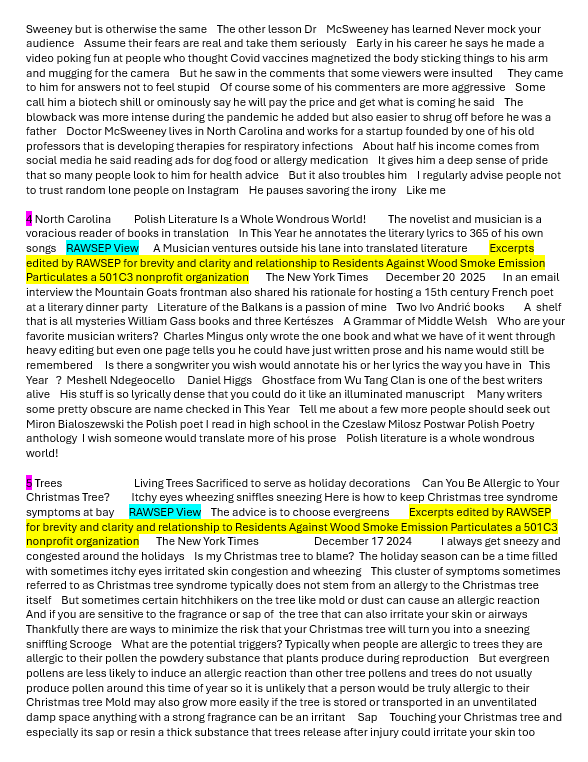 Sweeney but is otherwise the same The other lesson Dr McSweeney has learned Never mock your
audience Assume their fears are real and take them seriously Early in his career he says he made a
video poking fun at people who thought Covid vaccines magnetized the body sticking things to his arm
and mugging for the camera But he saw in the comments that some viewers were insulted They came
to him for answers not to feel stupid Of course some of his commenters are more aggressive Some
call him a biotech shill or ominously say he will pay the price and get what is coming he said The
blowback was more intense during the pandemic he added but also easier to shrug off before he was a
father Doctor McSweeney lives in North Carolina and works for a startup founded by one of his old
professors that is developing therapies for respiratory infections About half his income comes from
social media he said reading ads for dog food or allergy medication It gives him a deep sense of pride
that so many people look to him for health advice But it also troubles him I regularly advise people not
to trust random lone people on Instagram He pauses savoring the irony Like me
4 North Carolina Polish Literature Is a Whole Wondrous World! The novelist and musician is a
voracious reader of books in translation In This Year he annotates the literary lyrics to 365 of his own
songs RAWSEP View A Musician ventures outside his lane into translated literature Excerpts
edited by RAWSEP for brevity and clarity and relationship to Residents Against Wood Smoke Emission
Particulates a 501C3 nonprofit organization The New York Times December 20 2025 In an email
interview the Mountain Goats frontman also shared his rationale for hosting a 15th century French poet
at a literary dinner party Literature of the Balkans is a passion of mine Two Ivo Andrić books A shelf
that is all mysteries William Gass books and three Kertészes A Grammar of Middle Welsh Who are your
favorite musician writers? Charles Mingus only wrote the one book and what we have of it went through
heavy editing but even one page tells you he could have just written prose and his name would still be
remembered Is there a songwriter you wish would annotate his or her lyrics the way you have in This
Year ? Meshell Ndegeocello Daniel Higgs Ghostface from Wu Tang Clan is one of the best writers
alive His stuff is so lyrically dense that you could do it like an illuminated manuscript Many writers
some pretty obscure are name checked in This Year Tell me about a few more people should seek out
Miron Bialoszewski the Polish poet I read in high school in the Czeslaw Milosz Postwar Polish Poetry
anthology I wish someone would translate more of his prose Polish literature is a whole wondrous
world!
5 Trees Living Trees Sacrificed to serve as holiday decorations Can You Be Allergic to Your
Christmas Tree? Itchy eyes wheezing sniffles sneezing Here is how to keep Christmas tree syndrome
symptoms at bay RAWSEP View The advice is to choose evergreens Excerpts edited by RAWSEP
for brevity and clarity and relationship to Residents Against Wood Smoke Emission Particulates a 501C3
nonprofit organization The New York Times December 17 2024 I always get sneezy and
congested around the holidays Is my Christmas tree to blame? The holiday season can be a time filled
with sometimes itchy eyes irritated skin congestion and wheezing This cluster of symptoms sometimes
referred to as Christmas tree syndrome typically does not stem from an allergy to the Christmas tree
itself But sometimes certain hitchhikers on the tree like mold or dust can cause an allergic reaction
And if you are sensitive to the fragrance or sap of the tree that can also irritate your skin or airways
Thankfully there are ways to minimize the risk that your Christmas tree will turn you into a sneezing
sniffling Scrooge What are the potential triggers? Typically when people are allergic to trees they are
allergic to their pollen the powdery substance that plants produce during reproduction But evergreen
pollens are less likely to induce an allergic reaction than other tree pollens and trees do not usually
produce pollen around this time of year so it is unlikely that a person would be truly allergic to their
Christmas tree Mold may also grow more easily if the tree is stored or transported in an unventilated
damp space anything with a strong fragrance can be an irritant Sap Touching your Christmas tree and
especially its sap or resin a thick substance that trees release after injury could irritate your skin too